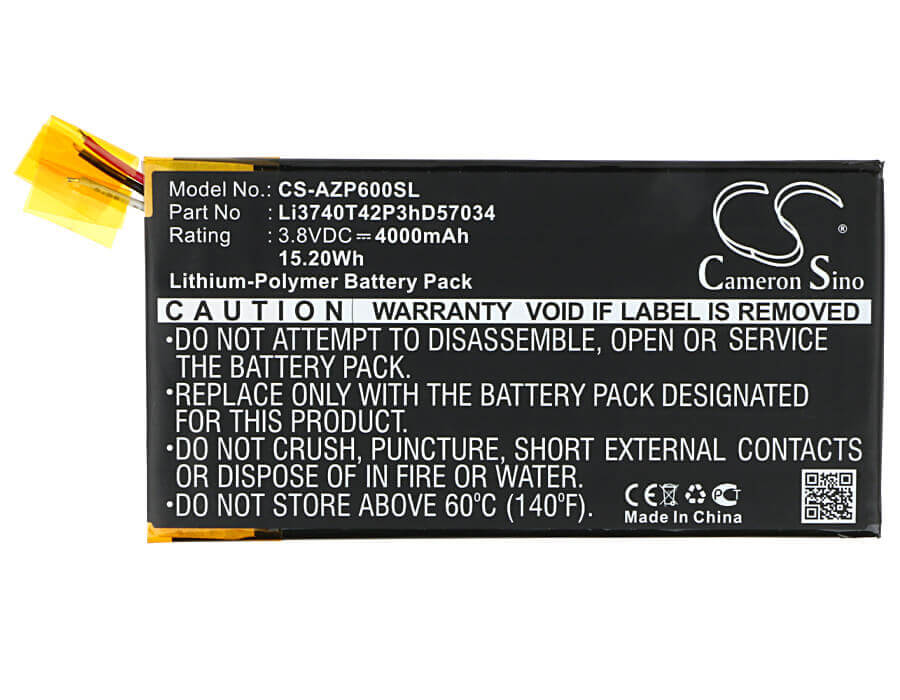 Model No.: CS-AZP600SL
Part No : Li3740T42P3hD57034
Rating : 3.8VDC ⎓ 4000mAh
15.20Wh
Lithium-Polymer Battery Pack
CS
®
Cameron Sino
CAUTION WARRANTY VOID IF LABEL IS REMOVED
•DO NOT ATTEMPT TO DISASSEMBLE, OPEN OR SERVICE
THE BATTERY PACK.
•REPLACE ONLY WITH THE BATTERY PACK DESIGNATED
FOR THIS PRODUCT.
•DO NOT CRUSH, PUNCTURE, SHORT EXTERNAL CONTACTS
OR DISPOSE OF IN FIRE OR WATER.
•DO NOT STORE ABOVE 60°C (140°F).
CE PCT
Made In China